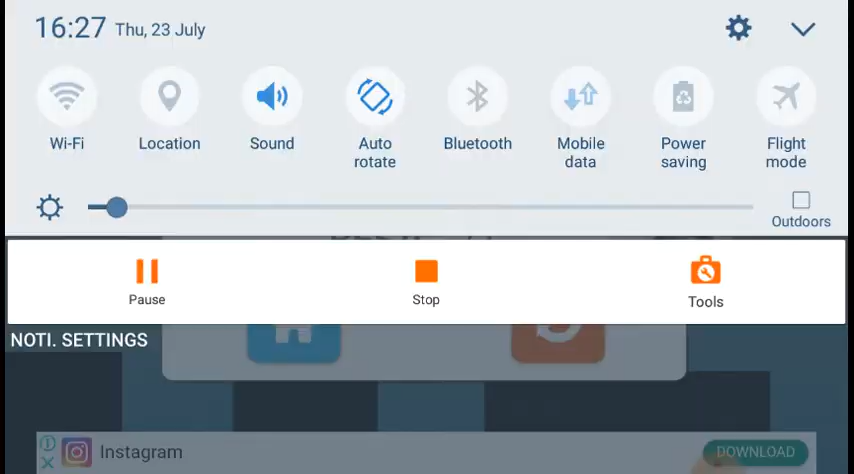 16:27 Thu, 23 July
Wi-Fi
Location
Sound
Auto
rotate
Bluetooth
Mobile
data
Power
saving
Flight
mode
Outdoors
Pause
Stop
Tools
NOTI. SETTINGS
Instagram
DOWNLOAD